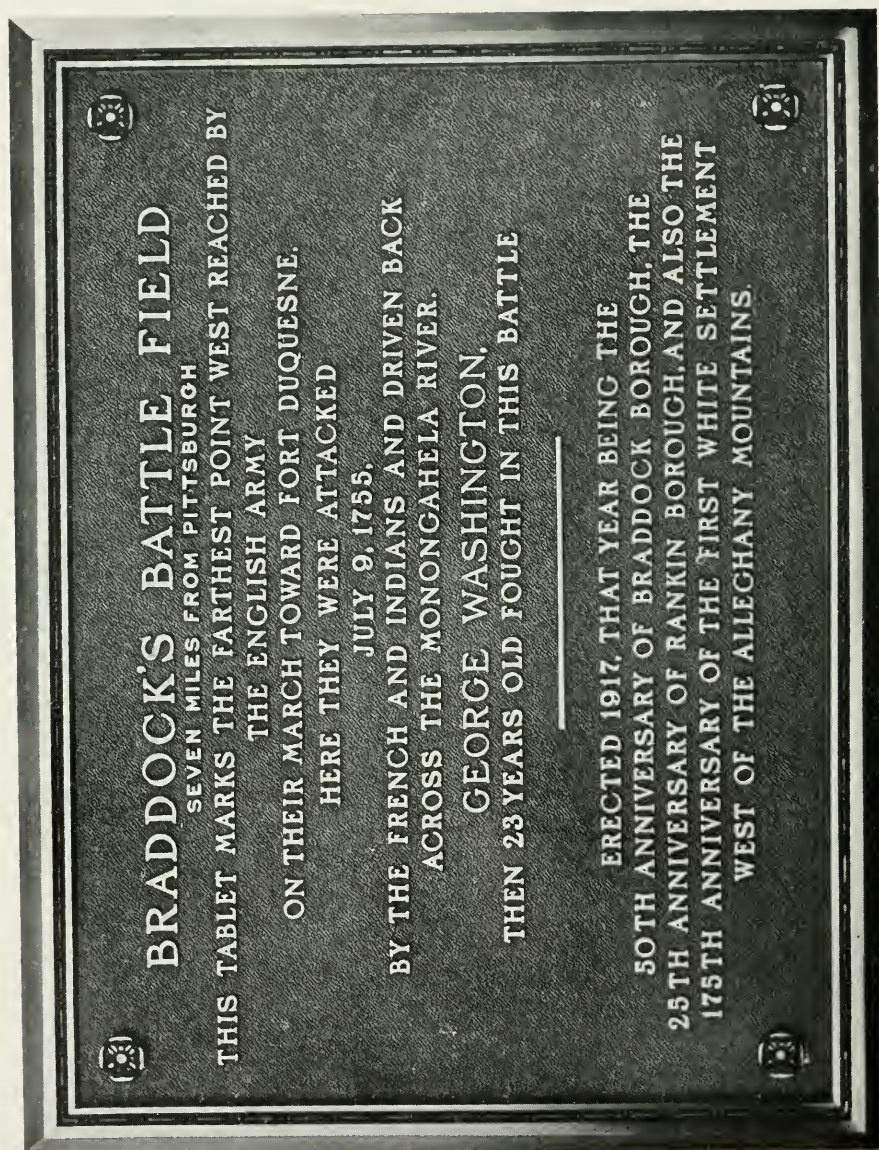 BRADDOCK'S BATTLE FIELD
SEVEN MILES FROM PITTSBURGH
THIS TABLET MARKS THE FARTHEST POINT WEST REACHED BY
THE ENGLISH ARMY
ON THEIR MARCH TOWARD FORT DUQUESNE.
HERE THEY WERE ATTACKED
JULY 9, 1755,
BY THE FRENCH AND INDIANS AND DRIVEN BACK
ACROSS THE MONONGAHELA RIVER.
GEORGE WASHINGTON,
THEN 23 YEARS OLD FOUGHT IN THIS BATTLE
ERECTED 1917, THAT YEAR BEING THE
50TH ANNIVERSARY OF BRADDOCK BOROUGH, THE
25TH ANNIVERSARY OF RANKIN BOROUGH, AND ALSO THE
175TH ANNIVERSARY OF THE FIRST WHITE SETTLEMENT
WEST OF THE ALLEGHANY MOUNTAINS.